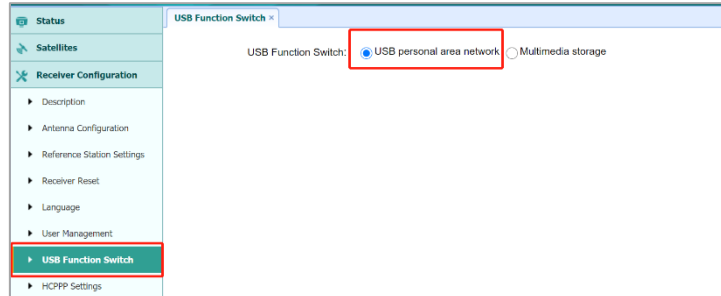 Status
Satellites
Receiver Configuration
Description
Antenna Configuration
Reference Station Settings
Receiver Reset
Language
User Management
USB Function Switch
HCPPP Settings
USB Function Switch ×
USB Function Switch: USB personal area network Multimedia storage